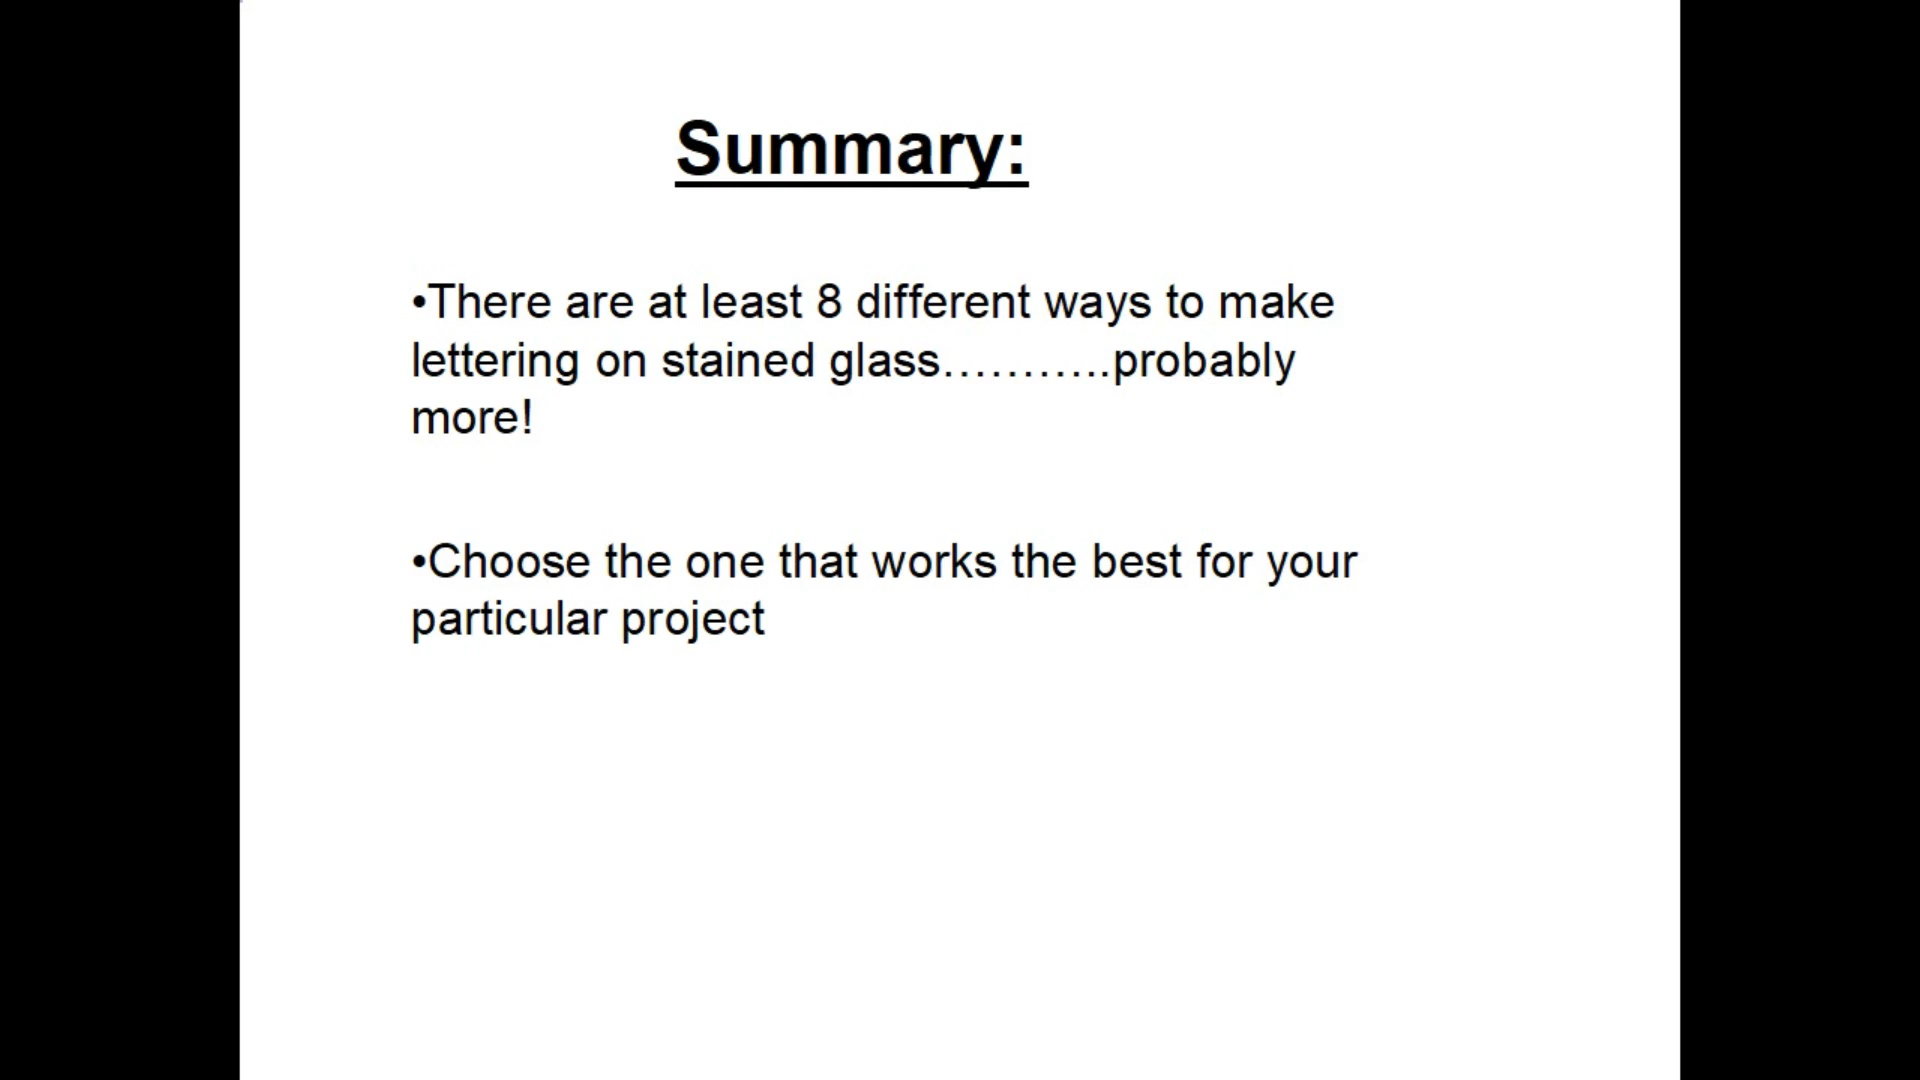 Summary:
•There are at least 8 different ways to make
lettering on stained glass………..probably
more!
•Choose the one that works the best for your
particular project